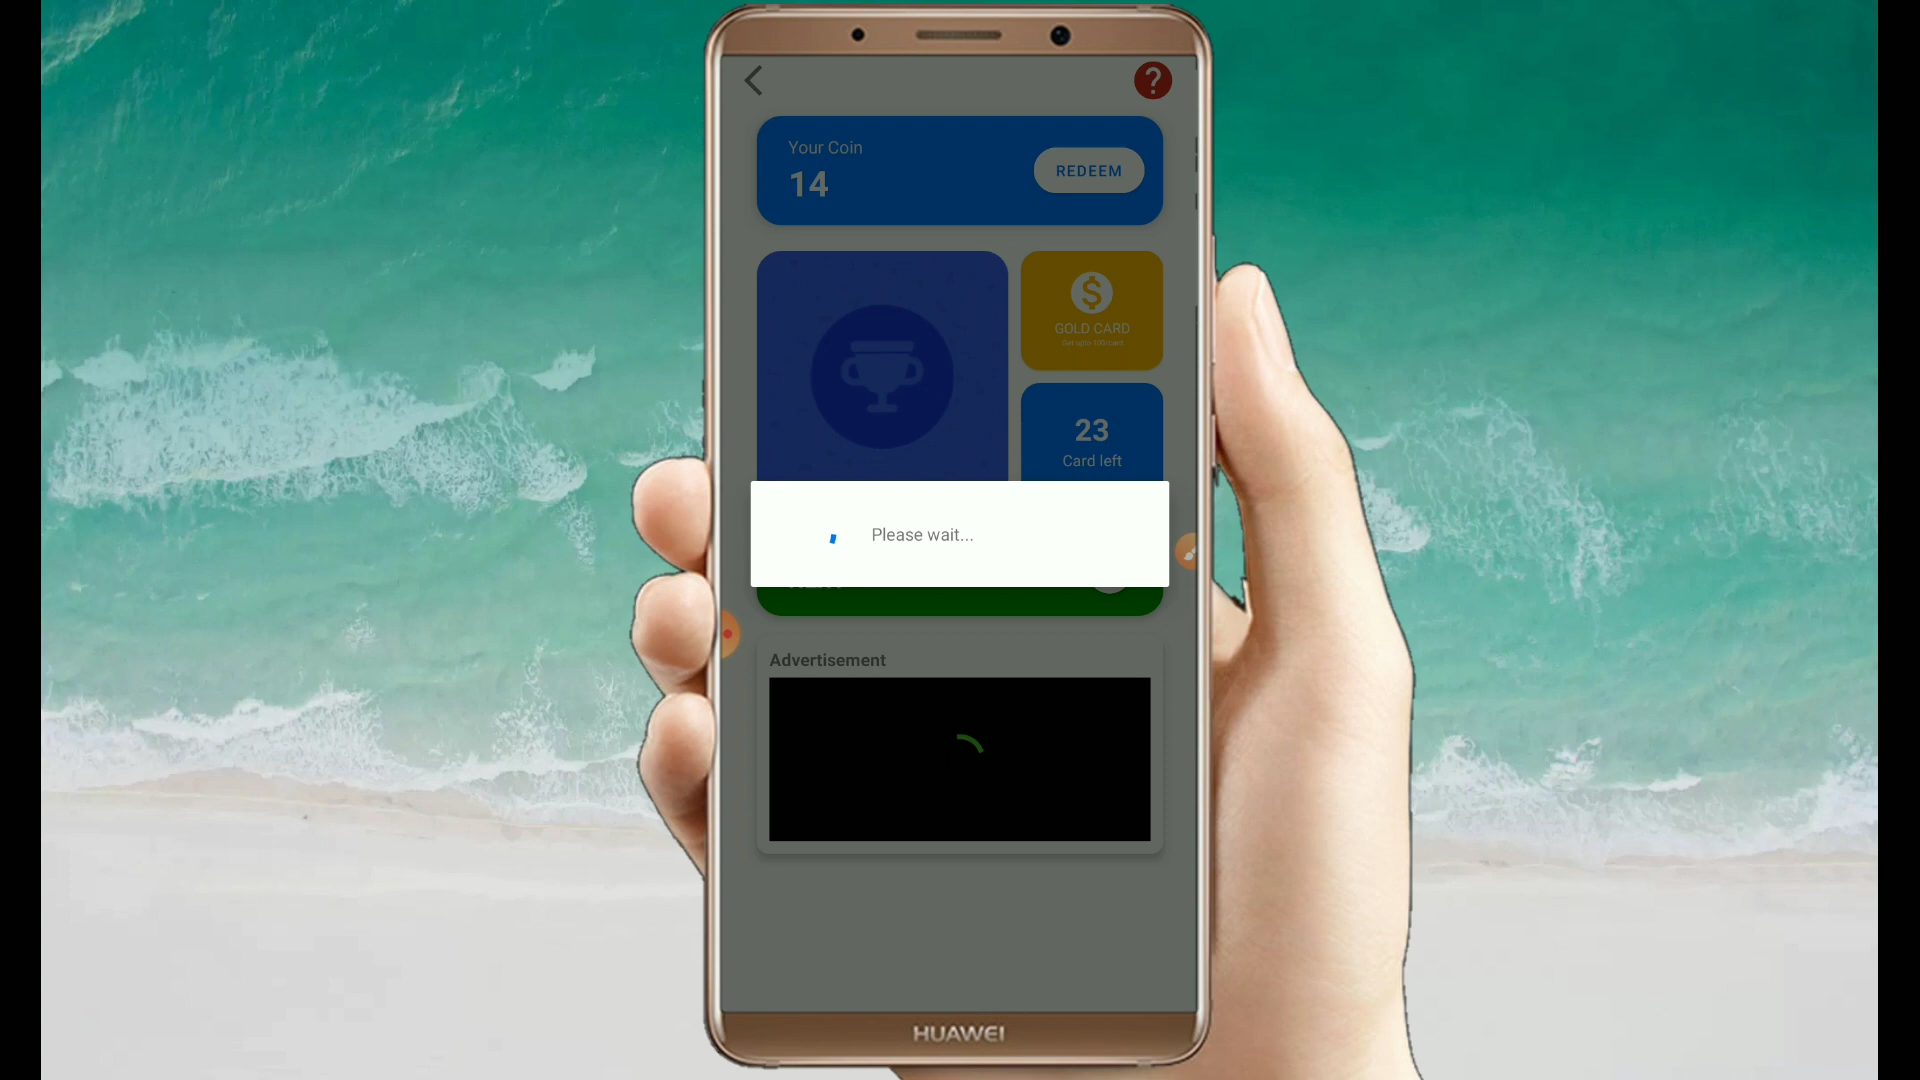 ?
Your Coin
14
REDEEM
$
GOLD CARD
23
Card left
Please wait...
Advertisement
HUAWEI